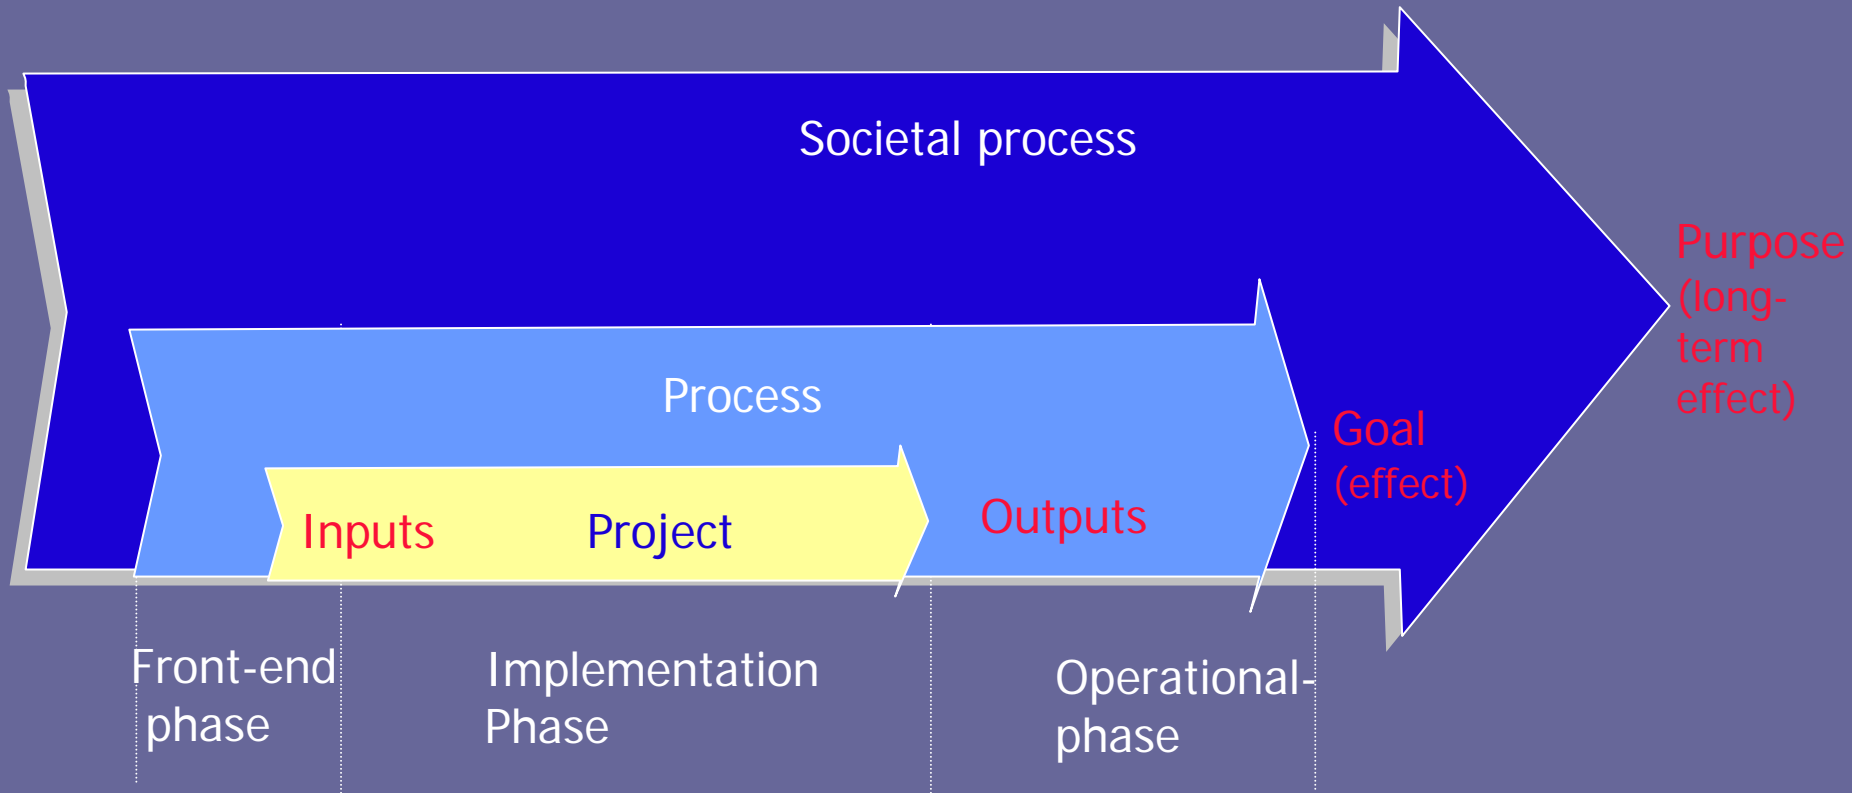 Societal process
Purpose
(long-
term
effect)
Process
Goal
(effect)
Inputs
Project
Outputs
Front-end
phase
Implementation
Phase
Operational-
phase